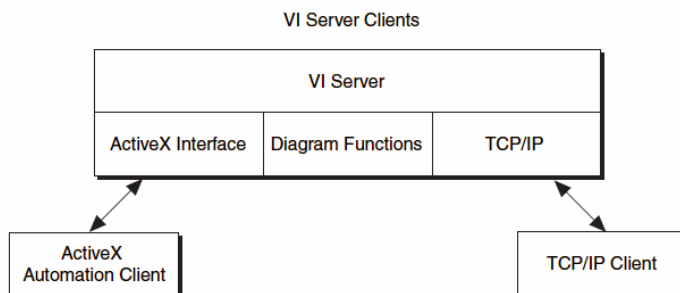 VI Server Clients
VI Server
ActiveX Interface
Diagram Functions
TCP/IP
ActiveX
Automation Client
TCP/IP Client